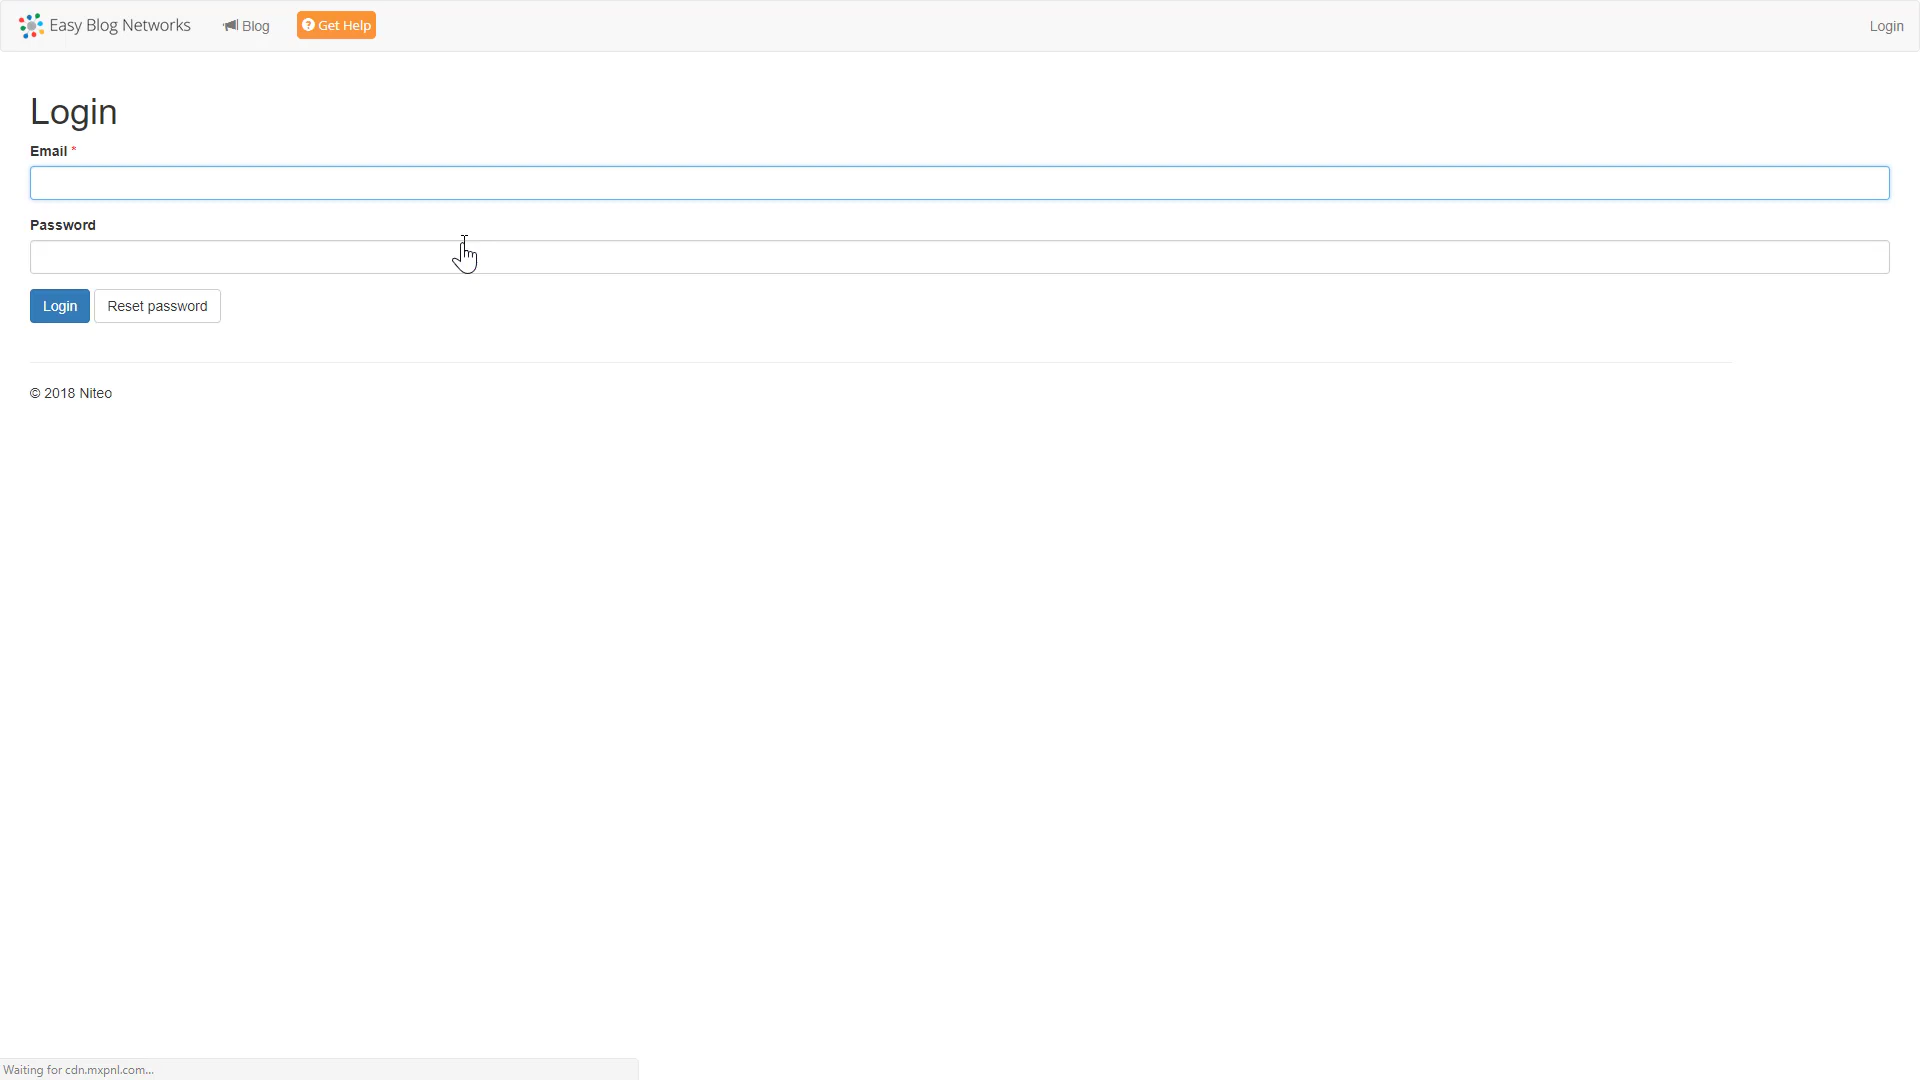 Easy Blog Networks Blog Get Help Login
Login
Email *
Password
Login Reset password
© 2018 Niteo
Waiting for cdn.mxpnl.com...